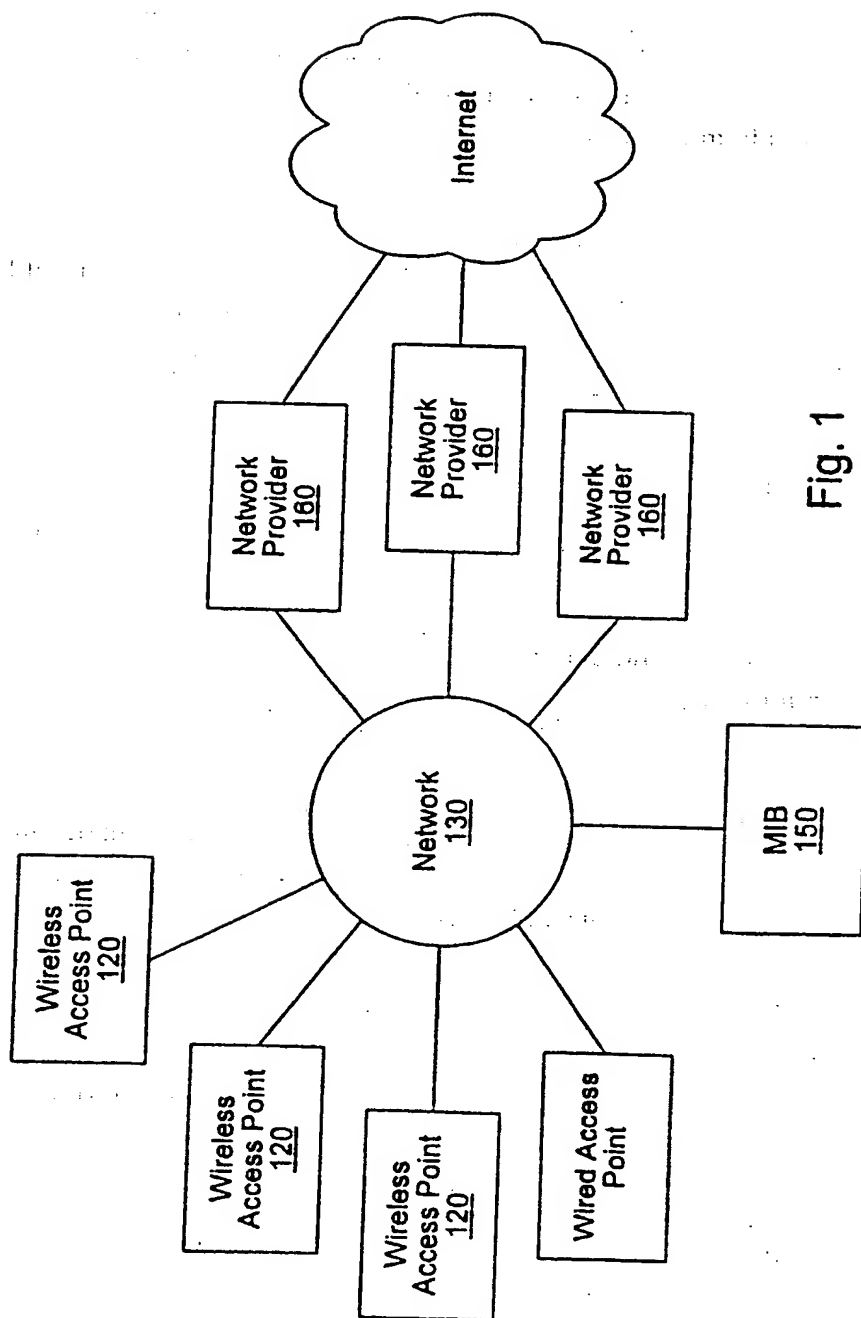 Wireless
Access Point
120
Wireless
Access Point
120
Wireless
Access Point
120
Wired Access
Point
Network
130
MIB
150
Network
Provider
160
Network
Provider
160
Network
Provider
160
Internet
Fig. 1